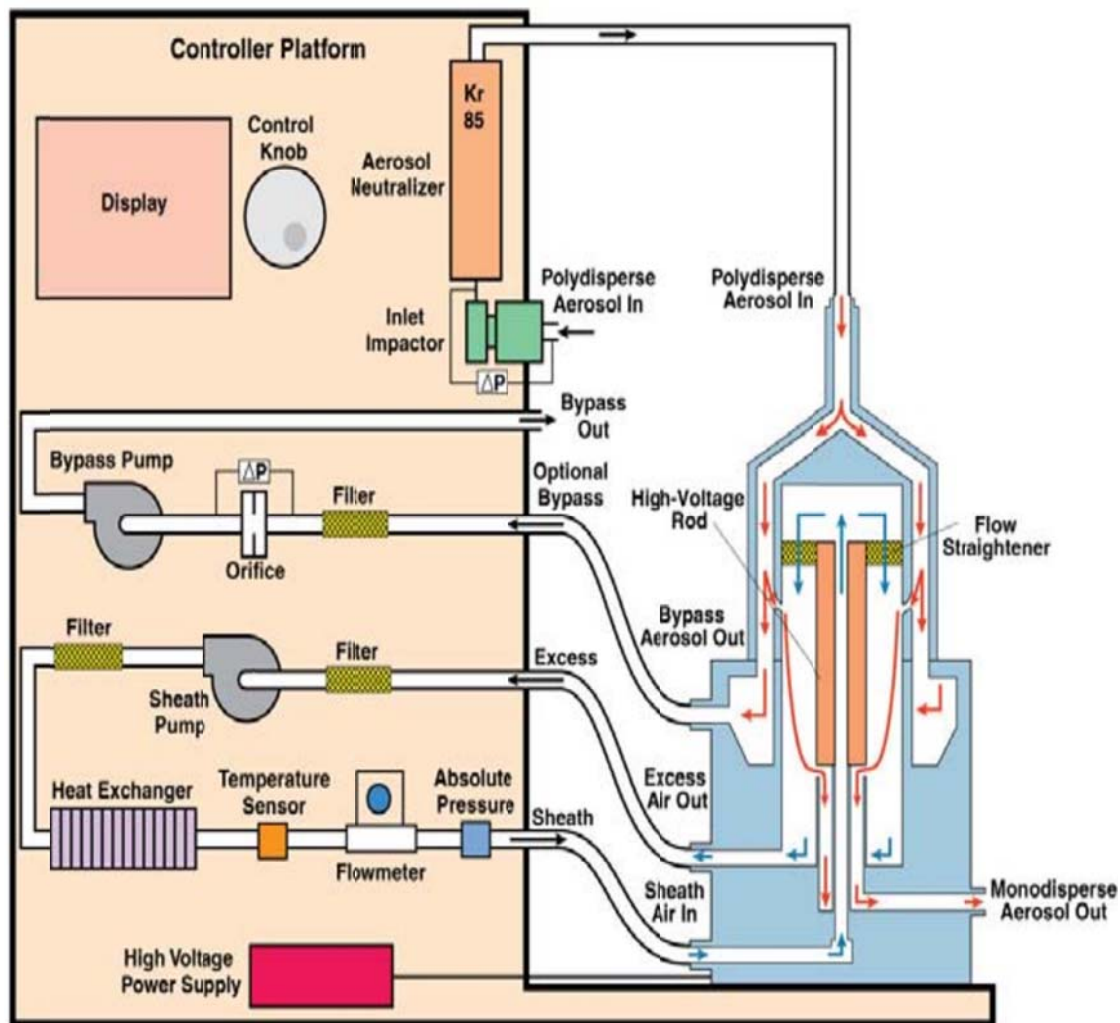 Controller Platform
Kr
85
Control
Knob
Aerosol
Neutralizer
Display
Polydisperse
Aerosol In
Polydisperse
Aerosol In
Inlet
Impactor
ΔP
Bypass
Out
Bypass Pump
ΔP
Filter
Optional
Bypass
High-Voltage
Rod
Flow
Straightener
Orifice
Bypass
Aerosol Out
Filter
Filter
Excess
Sheath
Pump
Heat Exchanger
Temperature
Sensor
Absolute
Pressure
Excess
Air Out
Sheath
Flowmeter
Sheath
Air In
Monodisperse
Aerosol Out
High Voltage
Power Supply